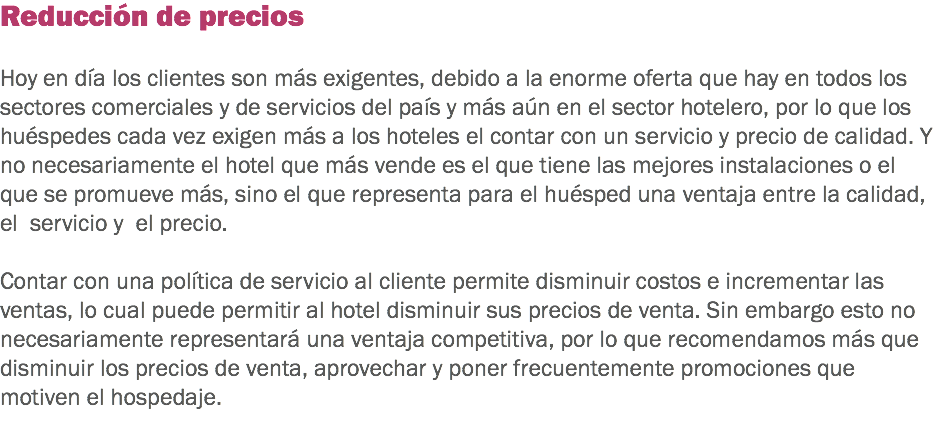 Reducción de precios
Hoy en día los clientes son más exigentes, debido a la enorme oferta que hay en todos los
sectores comerciales y de servicios del país y más aún en el sector hotelero, por lo que los
huéspedes cada vez exigen más a los hoteles el contar con un servicio y precio de calidad. Y
no necesariamente el hotel que más vende es el que tiene las mejores instalaciones o el
que se promueve más, sino el que representa para el huésped una ventaja entre la calidad,
el  servicio y  el precio.
Contar con una política de servicio al cliente permite disminuir costos e incrementar las
ventas, lo cual puede permitir al hotel disminuir sus precios de venta. Sin embargo esto no
necesariamente representará una ventaja competitiva, por lo que recomendamos más que
disminuir los precios de venta, aprovechar y poner frecuentemente promociones que
motiven el hospedaje.